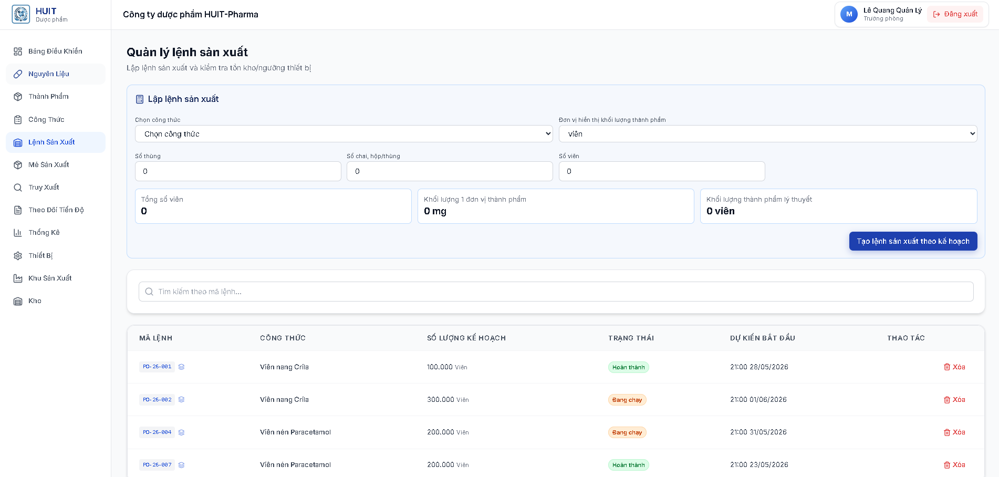 HUIT
Dược phẩm
Công ty dược phẩm HUIT-Pharma
M
Lê Quang Quản Lý
Trưởng phòng
Đăng xuất
Bảng Điều Khiển
Nguyên Liệu
Thành Phẩm
Công Thức
Lệnh Sản Xuất
Mẻ Sản Xuất
Truy Xuất
Theo Dõi Tiến Độ
Thống Kê
Thiết Bị
Khu Sản Xuất
Kho
Quản lý lệnh sản xuất
Lập lệnh sản xuất và kiểm tra tồn kho/ngưỡng thiết bị
Lập lệnh sản xuất
Chọn công thức
Đơn vị hiển thị khối lượng thành phẩm
Chọn công thức
viên
Số thùng
Số chai, hộp/thùng
Số viên
0
0
0
Tổng số viên
Khối lượng 1 đơn vị thành phẩm
Khối lượng thành phẩm lý thuyết
0
0 mg
0 viên
Tạo lệnh sản xuất theo kế hoạch
Tìm kiếm theo mã lệnh...
MÃ LỆNH CÔNG THỨC SỐ LƯỢNG KẾ HOẠCH TRẠNG THÁI DỰ KIẾN BẮT ĐẦU THAO TÁC
PO-26-001 Viên nang Crila 100.000 Viên Hoàn thành 21:00 28/05/2026 Xóa
PO-26-002 Viên nang Crila 300.000 Viên Đang chạy 21:00 01/06/2026 Xóa
PO-26-004 Viên nén Paracetamol 200.000 Viên Đang chạy 21:00 31/05/2026 Xóa
PO-26-007 Viên nén Paracetamol 200.000 Viên Hoàn thành 21:00 23/05/2026 Xóa